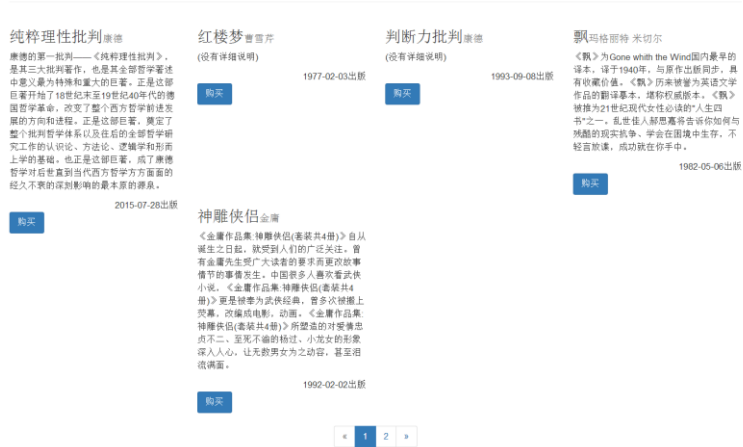 纯粹理性批判康德
康德的第一批判——《纯粹理性批判》，
是其三大批判著作，也是其全部哲学著述
中意义最为特殊和重大的巨著。正是这部
巨著开始了18世纪末至19世纪40年代的德
国哲学革命，改变了整个西方哲学前进发
展的方向和进程。正是这部巨著，奠定了
整个批判哲学体系以及在后的全部哲学研
究工作的认识论、方法论、逻辑学和形而
上学的基础。也正是这部巨著，成了康德
哲学对后世直到当代西方哲学方方面面的
经久不衰的深刻影响的最本原的源泉。
2015-07-28出版
购买
红楼梦曹雪芹
(没有详细说明)
1977-02-03出版
购买
判断力批判康德
(没有详细说明)
1993-09-08出版
购买
飘玛格丽特 米切尔
《飘》为Gone whith the Wind国内最早的
译本，译于1940年，与原作出版同步，具
有收藏价值。《飘》历来被誉为英语文学
作品的翻译摹本，堪称权威版本。《飘》
被推为21世纪现代女性必读的"人生四
书"之一。乱世佳人郝思嘉将告诉你如何与
残酷的现实抗争、学会在困境中生存，不
轻言放谍，成功就在你手中。
1982-05-06出版
购买
神雕侠侣金庸
《金庸作品集:神雕侠侣(套装共4册)》自从
诞生之日起，就受到人们的广泛关注。曾
有金庸先生受广大读者的要求而更改故事
情节的事情发生。中国很多人喜欢看武侠
小说，《金庸作品集:神雕侠侣(套装共4
册)》更是被奉为武侠经典，曾多次被搬上
荧幕，改编成电影，动画。《金庸作品集:
神雕侠侣(套装共4册)》所塑造的对爱情忠
贞不二、至死不谕的杨过、小龙女的形象
深入人心，让无数男女为之动容，甚至泪
流满面。
1992-02-02出版
购买
« 1 2 »